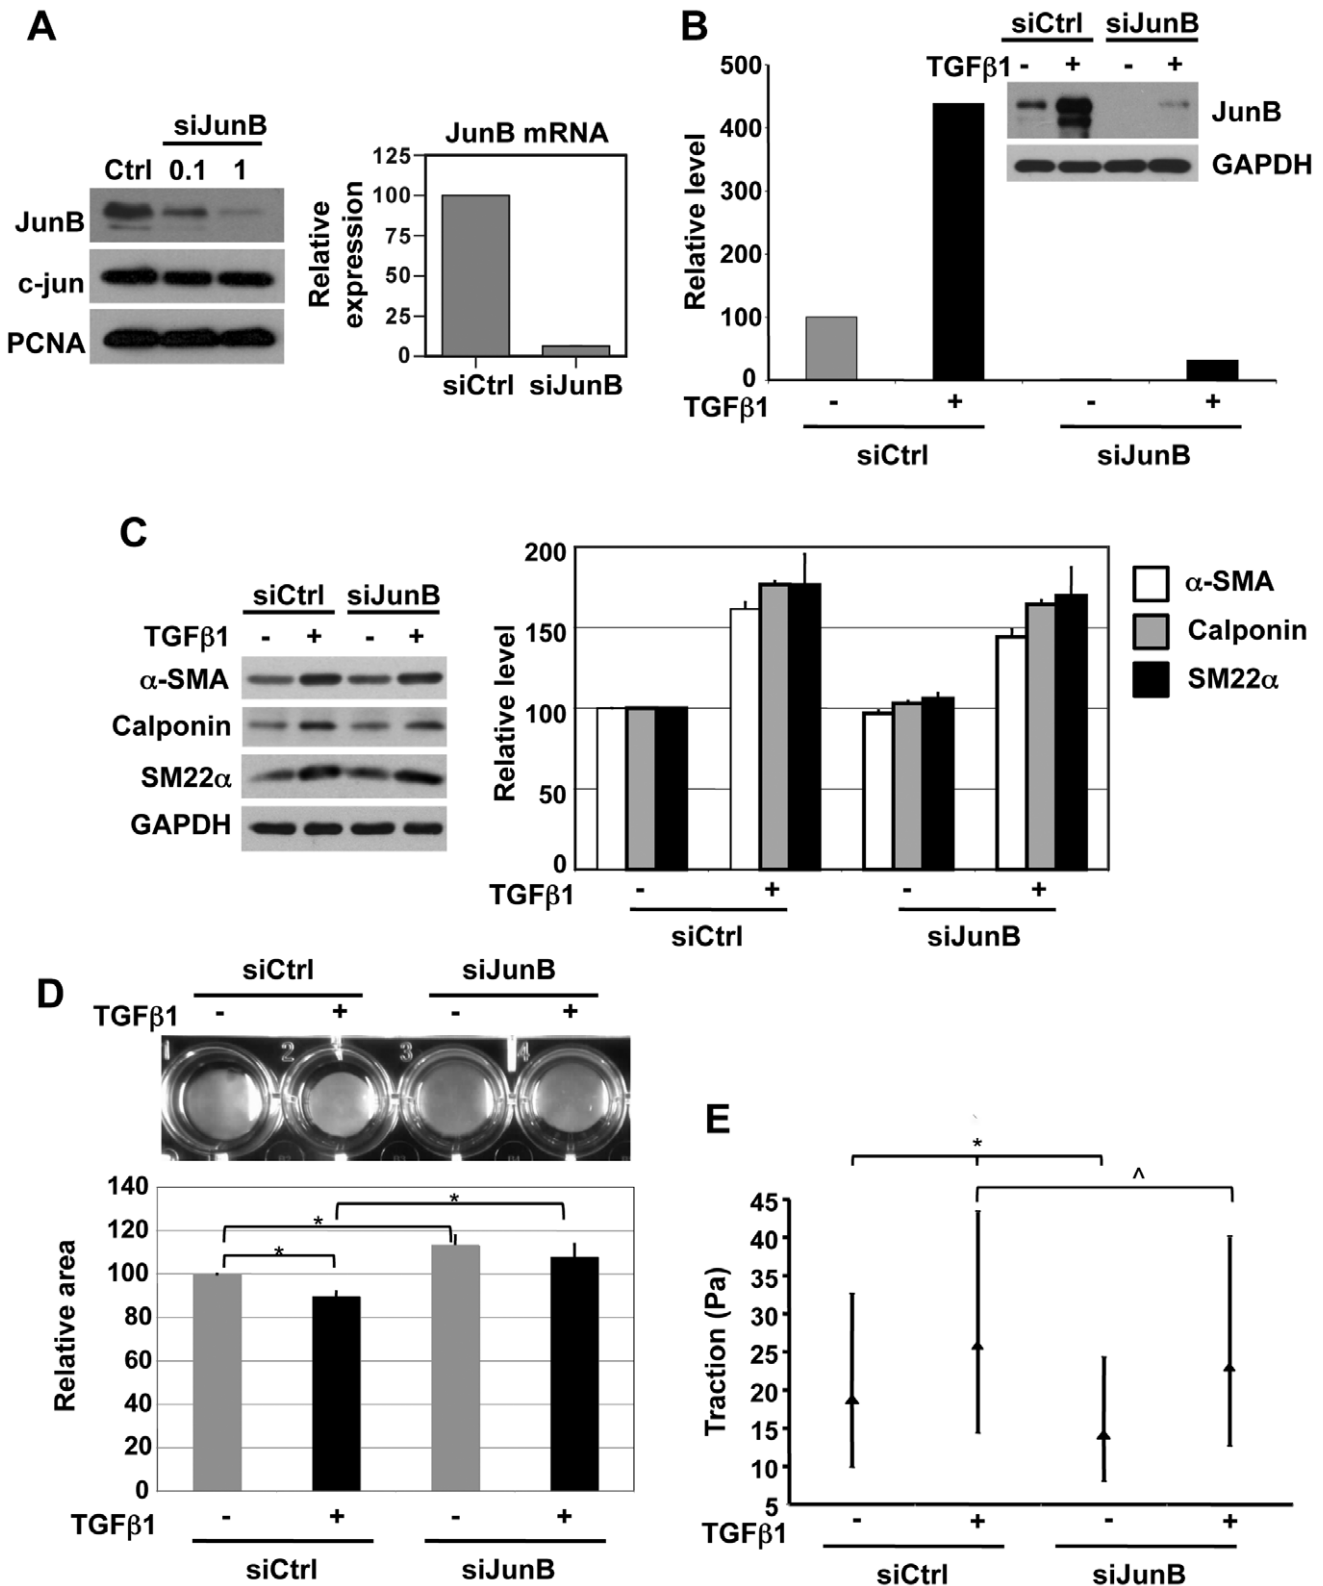 A
siJunB
Ctrl 0.1 1
JunB
c-jun
PCNA
JunB mRNA
Relative expression
125
100
75
50
25
0
siCtrl siJunB
B
siCtrl siJunB
TGFβ1 - + - +
JunB
GAPDH
Relative level
500
400
300
200
100
0
TGFβ1 - + - +
siCtrl siJunB
C
siCtrl siJunB
TGFβ1 - + - +
α-SMA
Calponin
SM22α
GAPDH
Relative level
200
150
100
50
0
α-SMA
Calponin
SM22α
TGFβ1 - + - +
siCtrl siJunB
D
siCtrl siJunB
TGFβ1 - + - +
2 3 4
Relative area
140
120
100
80
60
40
20
0
*
*
*
TGFβ1 - + - +
siCtrl siJunB
E
*
^
Traction (Pa)
45
40
35
30
25
20
15
10
5
TGFβ1 - + - +
siCtrl siJunB